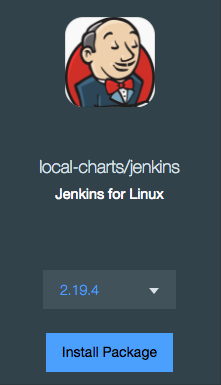 local-charts/jenkins
Jenkins for Linux
2.19.4
Install Package